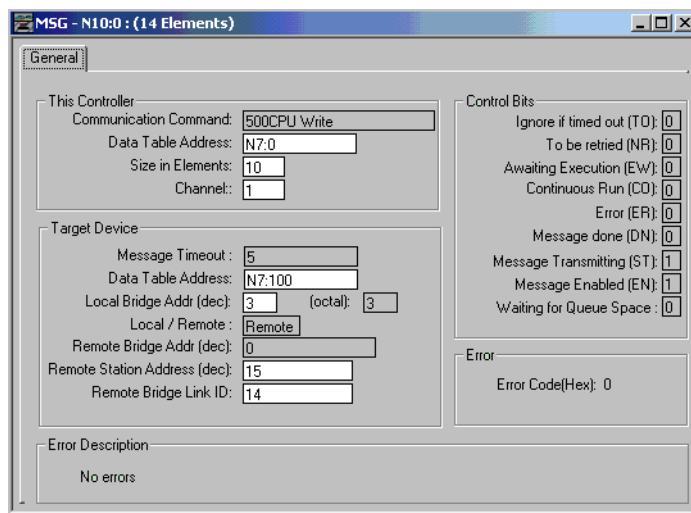 MSG - N10:0 : (14 Elements)
General
This Controller
Communication Command: 500CPU Write
Data Table Address: N7:0
Size in Elements: 10
Channel:: 1
Target Device
Message Timeout : 5
Data Table Address: N7:100
Local Bridge Addr (dec): 3 (octal): 3
Local / Remote : Remote
Remote Bridge Addr (dec): 0
Remote Station Address (dec): 15
Remote Bridge Link ID: 14
Control Bits
Ignore if timed out (TO): 0
To be retried (NR): 0
Awaiting Execution (EW): 0
Continuous Run (CO): 0
Error (ER): 0
Message done (DN): 0
Message Transmitting (ST): 1
Message Enabled (EN): 1
Waiting for Queue Space : 0
Error
Error Code(Hex): 0
Error Description
No errors